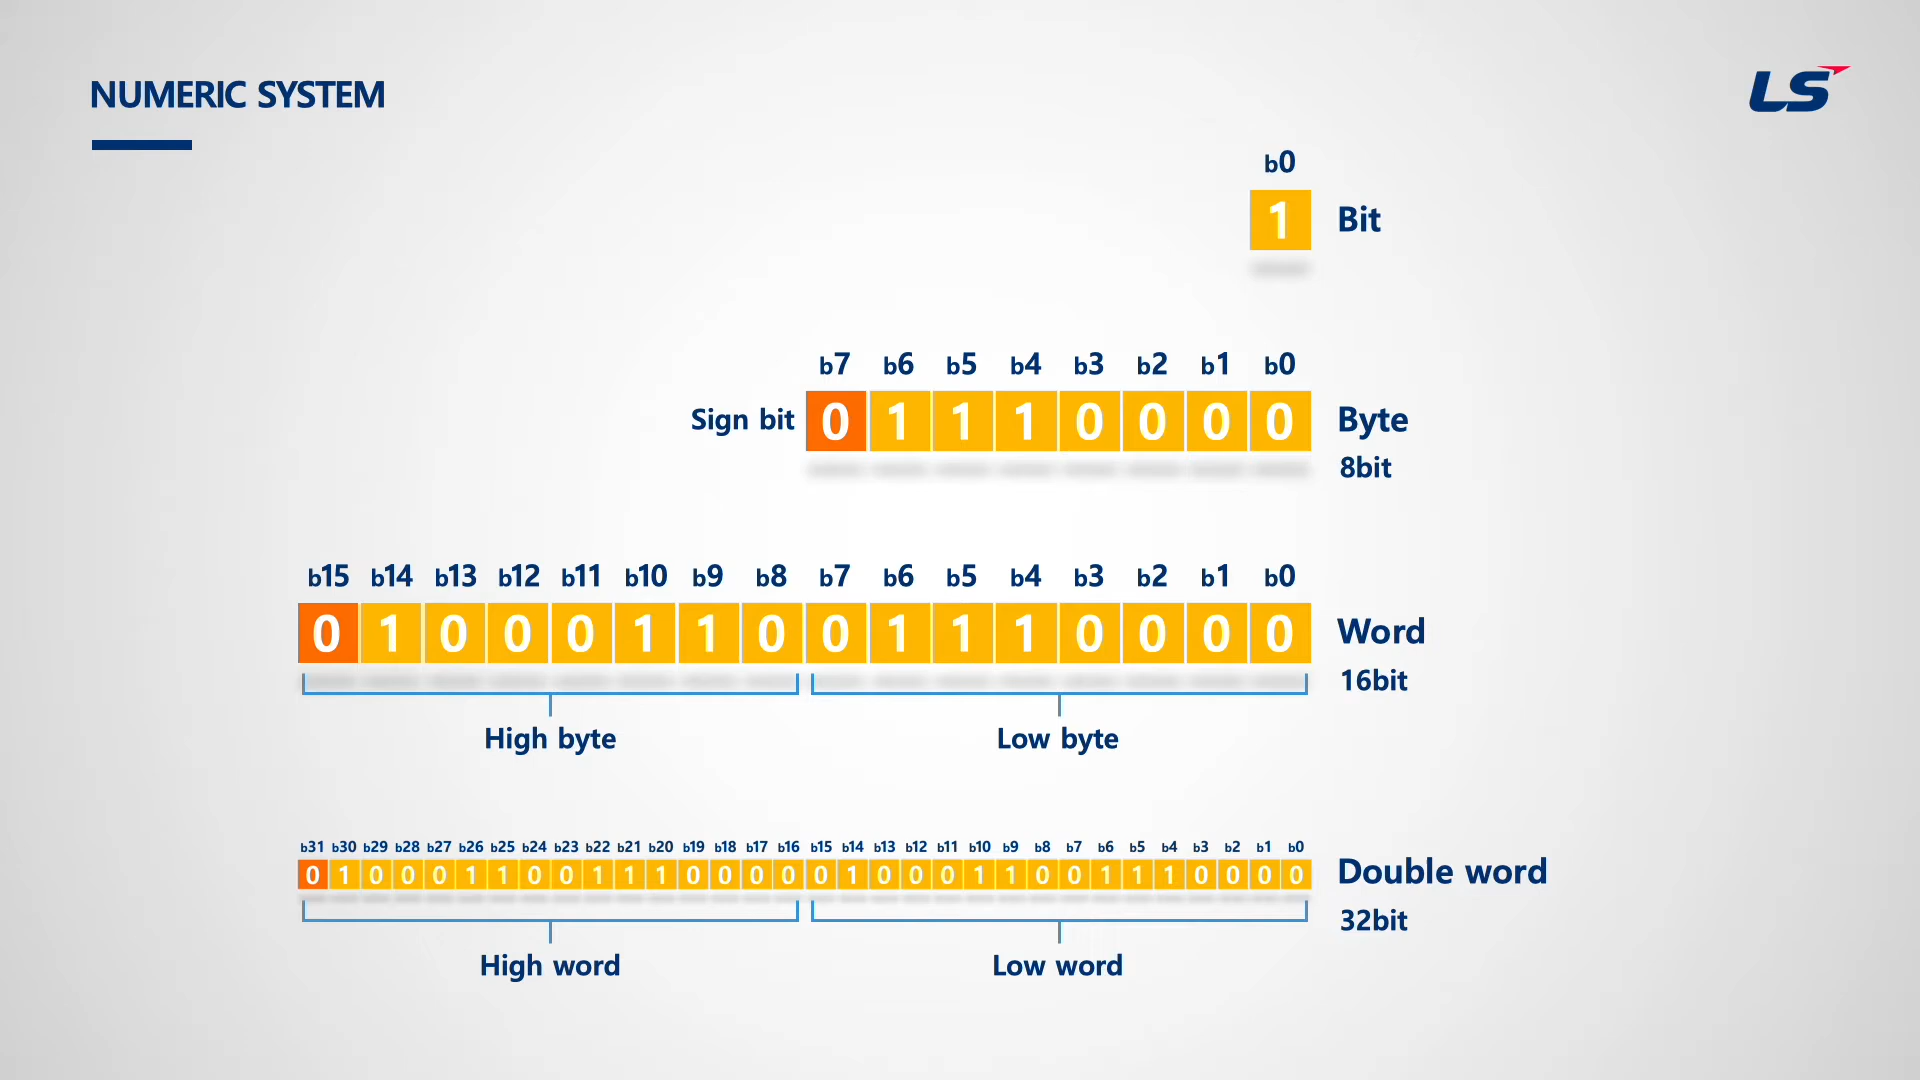 NUMERIC SYSTEM
LS
b0
1 Bit
b7 b6 b5 b4 b3 b2 b1 b0
Sign bit 0 1 1 1 0 0 0 0 Byte
8bit
b15 b14 b13 b12 b11 b10 b9 b8 b7 b6 b5 b4 b3 b2 b1 b0
0 1 0 0 0 1 1 0 0 1 1 1 0 0 0 0 Word
16bit
High byte Low byte
b31 b30 b29 b28 b27 b26 b25 b24 b23 b22 b21 b20 b19 b18 b17 b16 b15 b14 b13 b12 b11 b10 b9 b8 b7 b6 b5 b4 b3 b2 b1 b0
0 1 0 0 0 1 1 0 0 1 1 1 0 0 0 0 0 1 0 0 0 1 1 0 0 1 1 1 0 0 0 0 Double word
32bit
High word Low word